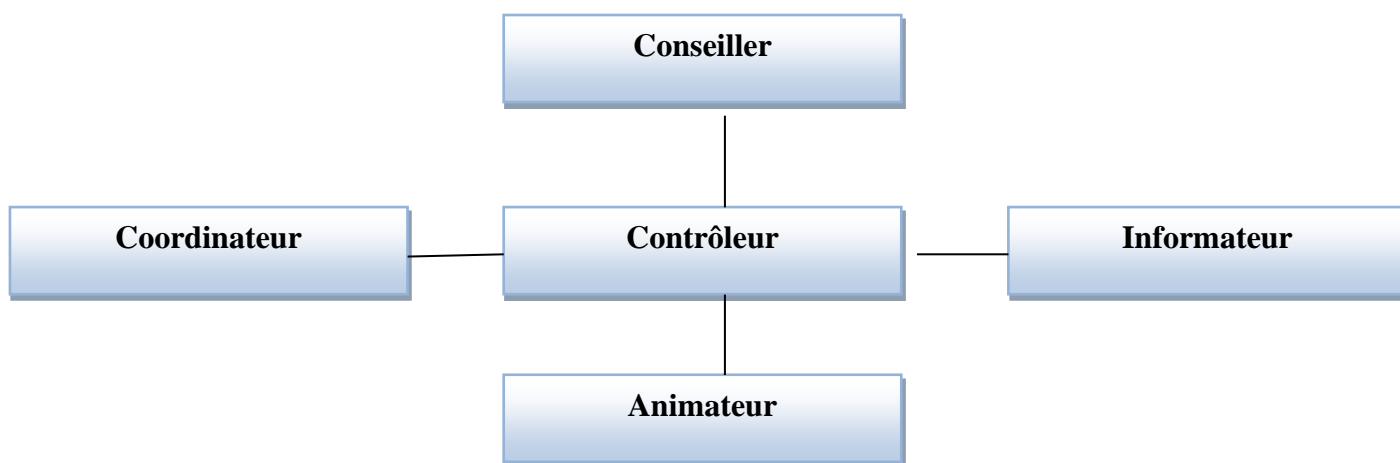 Conseiller
Coordinateur
Contrôleur
Informateur
Animateur